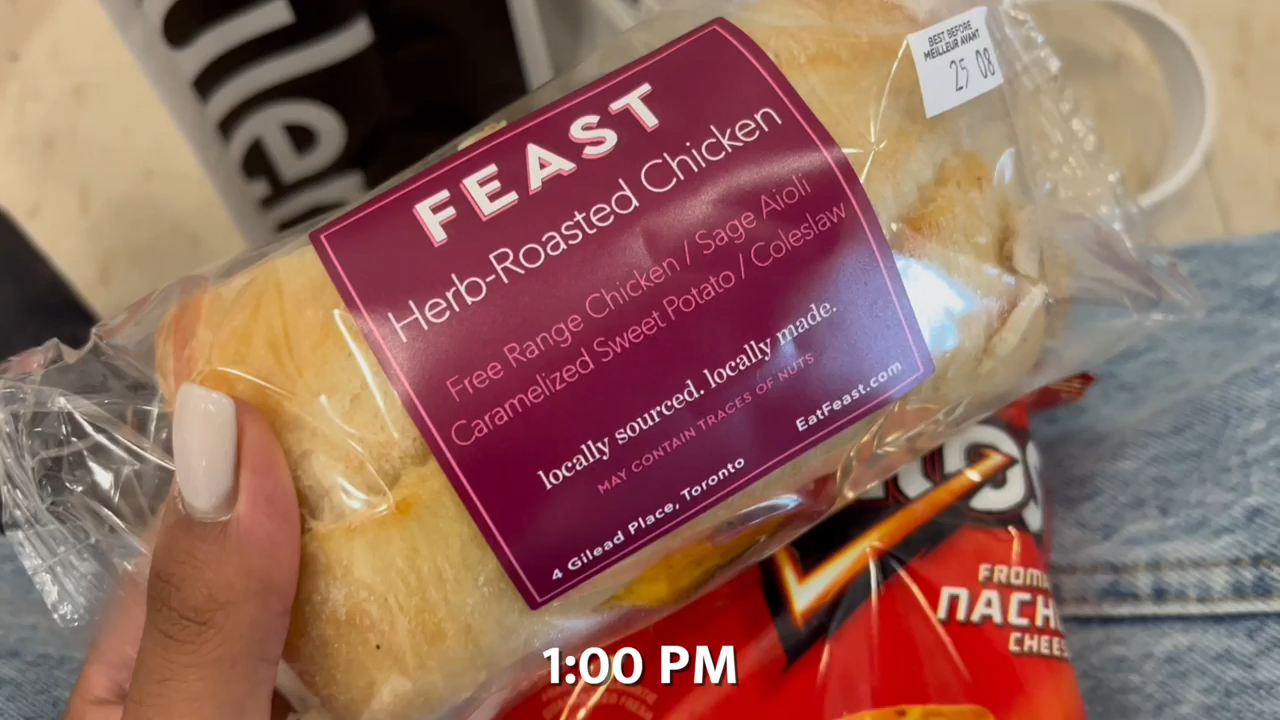 BEST BEFORE
MEILLEUR AVANT
25 08
FEAST
Herb-Roasted Chicken
Free Range Chicken / Sage Aioli
Caramelized Sweet Potato / Coleslaw
locally sourced. locally made.
MAY CONTAIN TRACES OF NUTS
4 Gilead Place, Toronto
EatFeast.com
NACH
CHEES
1:00 PM